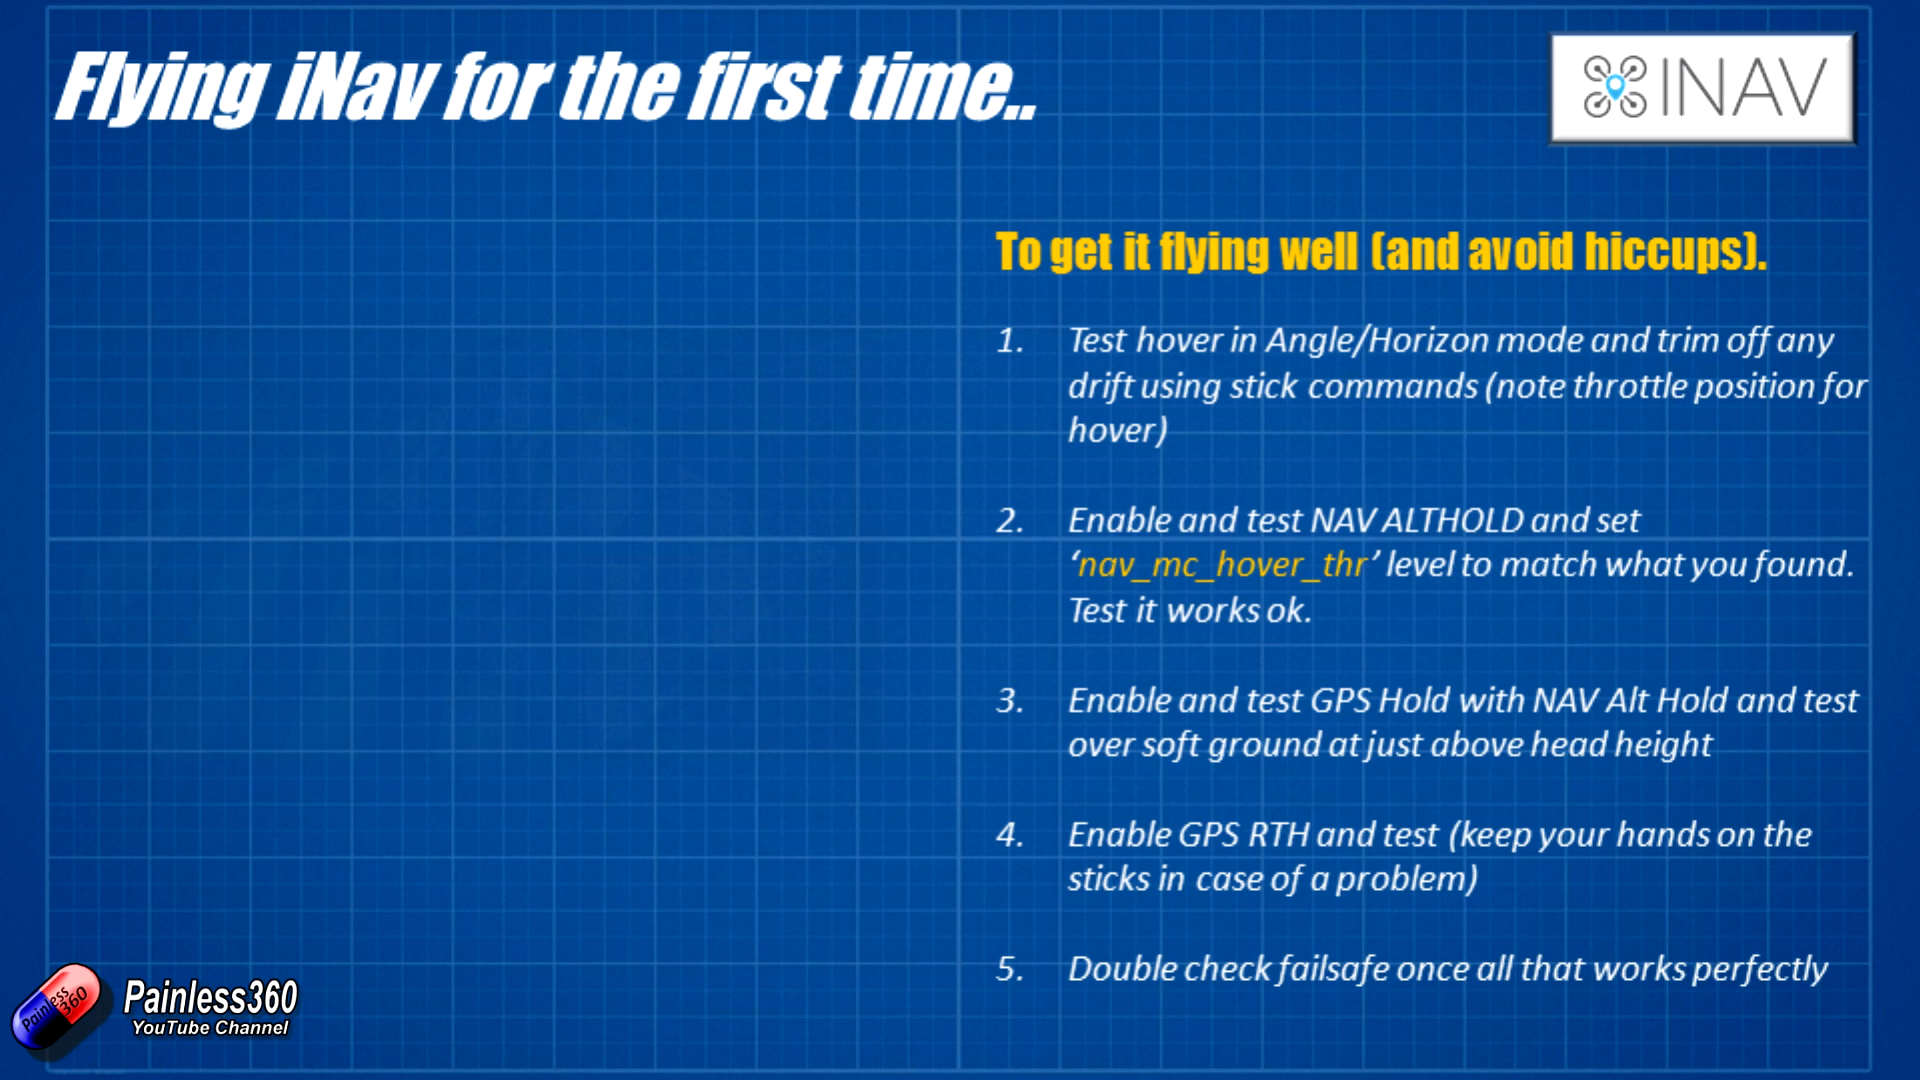 Flying iNav for the first time..
INAV
To get it flying well (and avoid hiccups).
1. Test hover in Angle/Horizon mode and trim off any
drift using stick commands (note throttle position for
hover)
2. Enable and test NAV ALTHOLD and set
‘nav_mc_hover_thr’ level to match what you found.
Test it works ok.
3. Enable and test GPS Hold with NAV Alt Hold and test
over soft ground at just above head height
4. Enable GPS RTH and test (keep your hands on the
sticks in case of a problem)
5. Double check failsafe once all that works perfectly
Painless
360
Painless360
YouTube Channel